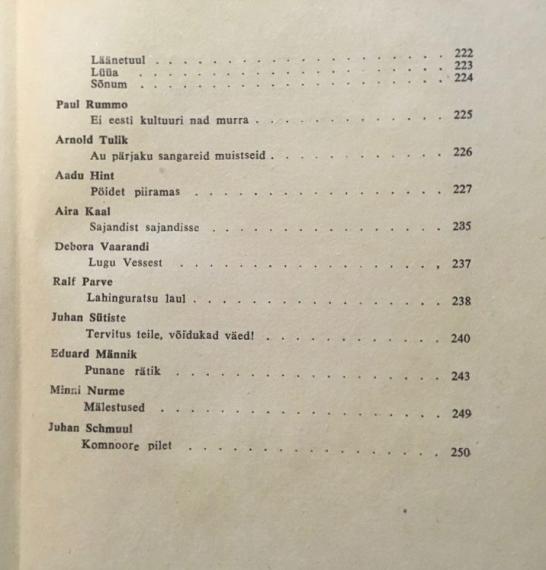 Läänetuul . . . . . . . . . . . . . . . . . 222
Lüüa . . . . . . . . . . . . . . . . . . 223
Sõnum . . . . . . . . . . . . . . . . . . 224
Paul Rummo
Ei eesti kultuuri nad murra . . . . . . . . . . . 225
Arnold Tulik
Au pärjaku sangareid muistseid . . . . . . . . . . 226
Aadu Hint
Pöidet piiramas . . . . . . . . . . . . . . 227
Aira Kaal
Sajandist sajandisse . . . . . . . . . . . . . 235
Debora Vaarandi
Lugu Vessest . . . . . . . . . . . . . . . 237
Ralf Parve
Lahinguratsu laul . . . . . . . . . . . . . . 238
Juhan Sütiste
Tervitus teile, võidukad väed! . . . . . . . . . . 240
Eduard Männik
Punane rätik . . . . . . . . . . . . . . . 243
Minni Nurme
Mälestused . . . . . . . . . . . . . . . . 249
Juhan Schmuul
Komnoore pilet . . . . . . . . . . . . . . 250